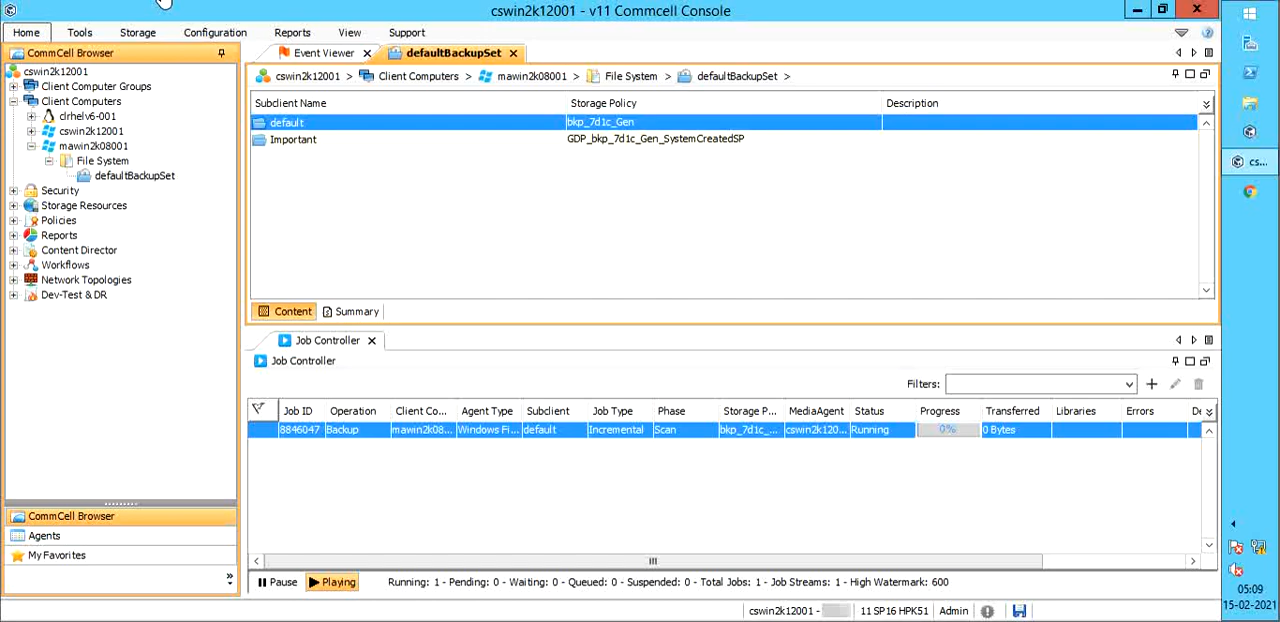 cswin2k12001 - v11 Commcell Console
Home Tools Storage Configuration Reports View Support
CommCell Browser
cswin2k12001
Client Computer Groups
Client Computers
clrhelv6-001
cswin2k12001
mawin2k08001
File System
defaultBackupSet
Security
Storage Resources
Policies
Reports
Content Director
Workflows
Network Topologies
Dev-Test & DR
CommCell Browser
Agents
My Favorites
Event Viewer defaultBackupSet
cswin2k12001 > Client Computers > mawin2k08001 > File System > defaultBackupSet >
Subclient Name Storage Policy Description
default bkp_7d1c_Gen
Important GDP_bkp_7d1c_Gen_SystemCreatedSP
Content Summary
Job Controller
Job Controller
Filters:
Job ID Operation Client Co... Agent Type Subclient Job Type Phase Storage P... MediaAgent Status Progress Transferred Libraries Errors De
8846047 Backup mawin2k08... Windows Fi... default Incremental Scan bkp_7d1c_... cswin2k120... Running 0% 0 Bytes
Pause Playing Running: 1 - Pending: 0 - Waiting: 0 - Queued: 0 - Suspended: 0 - Total Jobs: 1 - Job Streams: 1 - High Watermark: 600
cswin2k12001 - 11 SP16 HPK51 Admin
cs...
05:09
15-02-2021